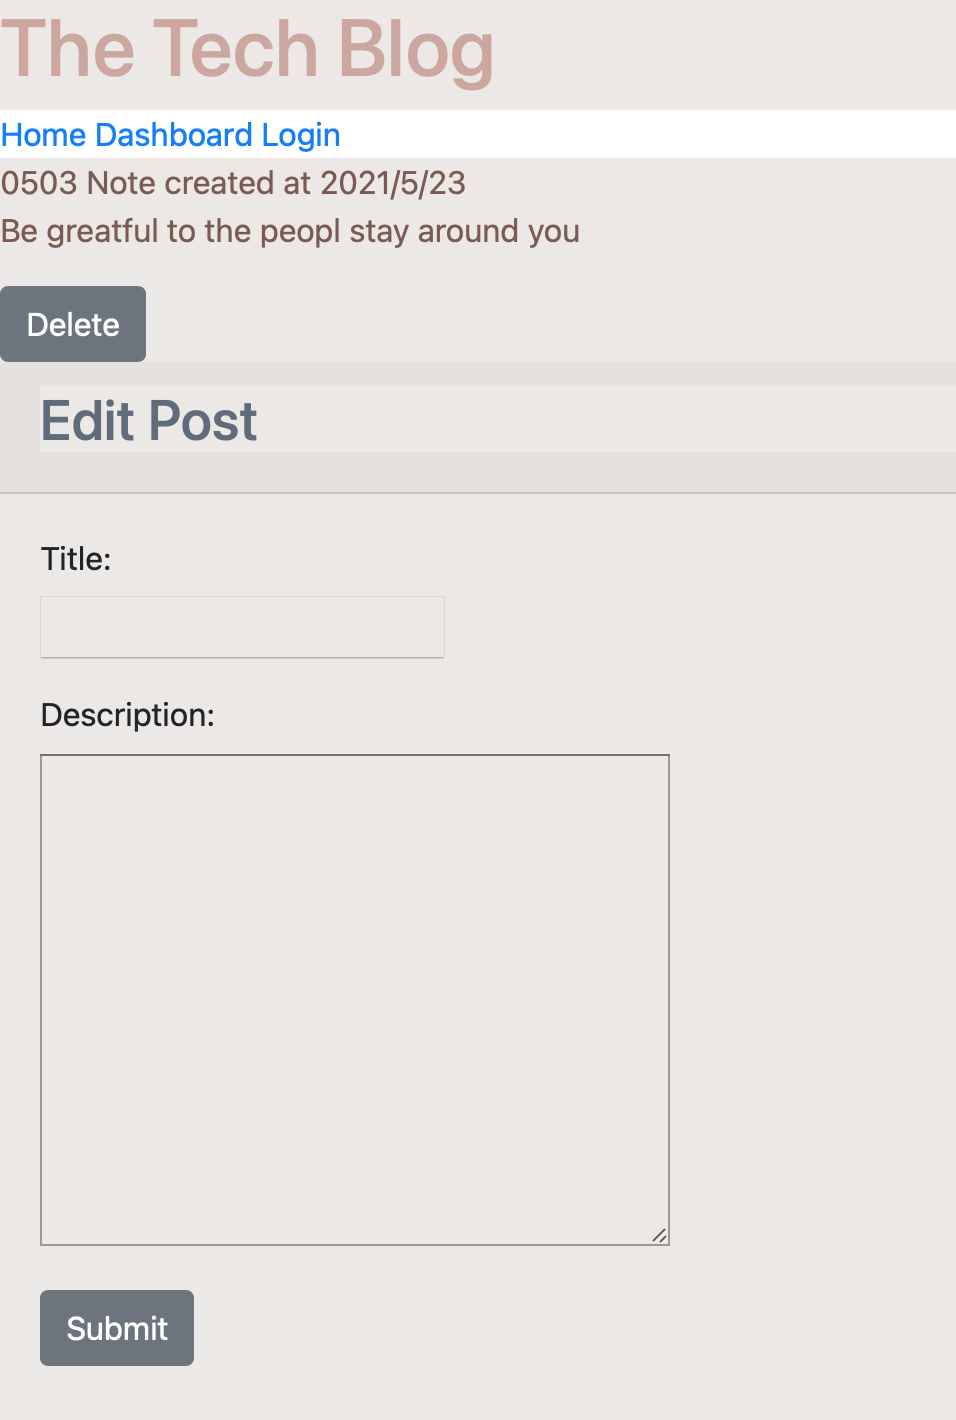 The Tech Blog
Home Dashboard Login
0503 Note created at 2021/5/23
Be greatful to the peopl stay around you
Delete
Edit Post
Title:
Description:
Submit